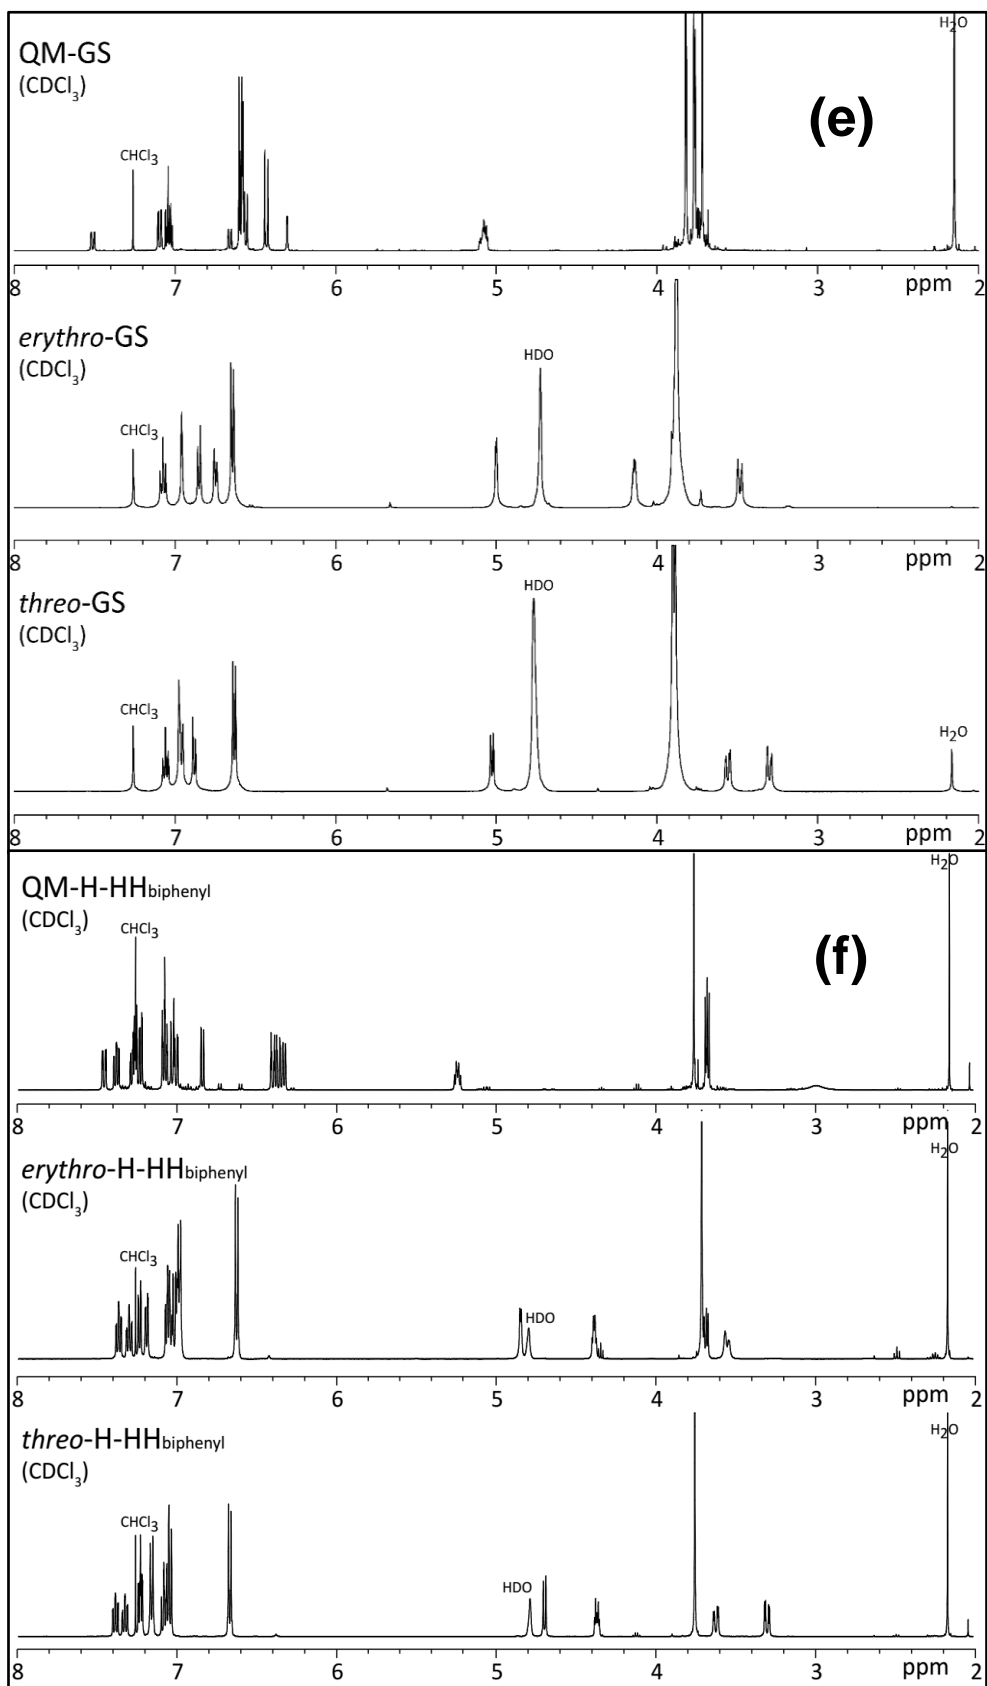 H2O
QM-GS
(e)
(CDCl3)
CHCl3
8 7 6 5 4 3 ppm 2
erythro-GS
(CDCl3)
HDO
CHCl3
8 7 6 5 4 3 ppm 2
threo-GS
HDO
(CDCl3)
CHCl3
H2O
8 7 6 5 4 3 ppm 2
H2O
QM-H-HHbiphenyl
(CDCl3)
CHCl3
(f)
8 7 6 5 4 3 ppm 2
H2O
erythro-H-HHbiphenyl
(CDCl3)
CHCl3
HDO
8 7 6 5 4 3 ppm 2
H2O
threo-H-HHbiphenyl
(CDCl3)
CHCl3
HDO
8 7 6 5 4 3 ppm 2